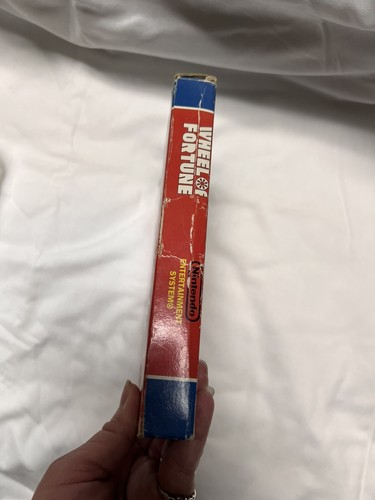 WHEEL OF
FORTUNE
Nintendo
ENTERTAINMENT
SYSTEM®